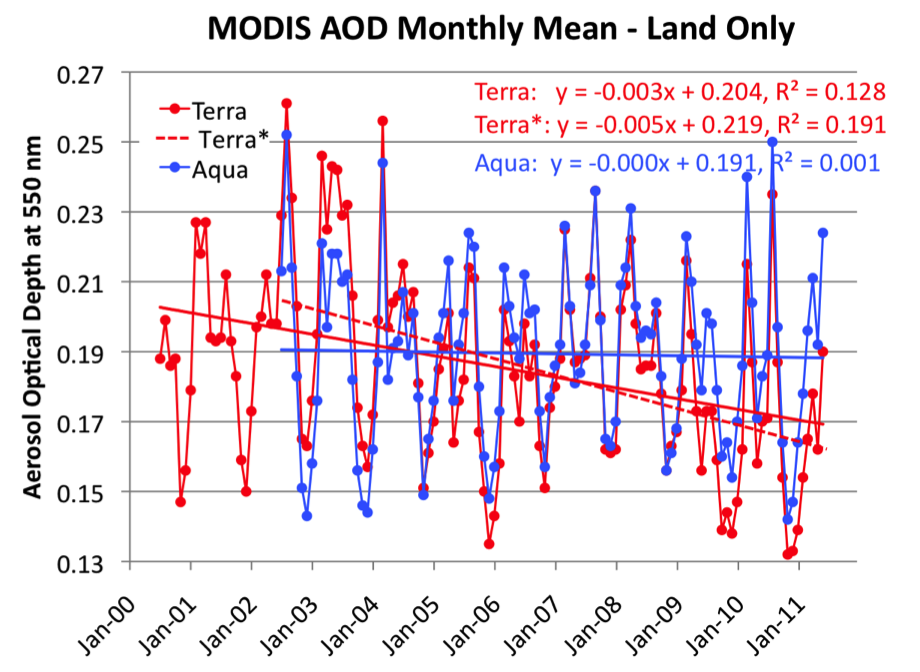 MODIS AOD Monthly Mean - Land Only
Aerosol Optical Depth at 550 nm
0.27
0.25
0.23
0.21
0.19
0.17
0.15
0.13
Terra
Terra*
Aqua
Terra: y = -0.003x + 0.204, R² = 0.128
Terra*: y = -0.005x + 0.219, R² = 0.191
Aqua: y = -0.000x + 0.191, R² = 0.001
Jan-00
Jan-01
Jan-02
Jan-03
Jan-04
Jan-05
Jan-06
Jan-07
Jan-08
Jan-09
Jan-10
Jan-11